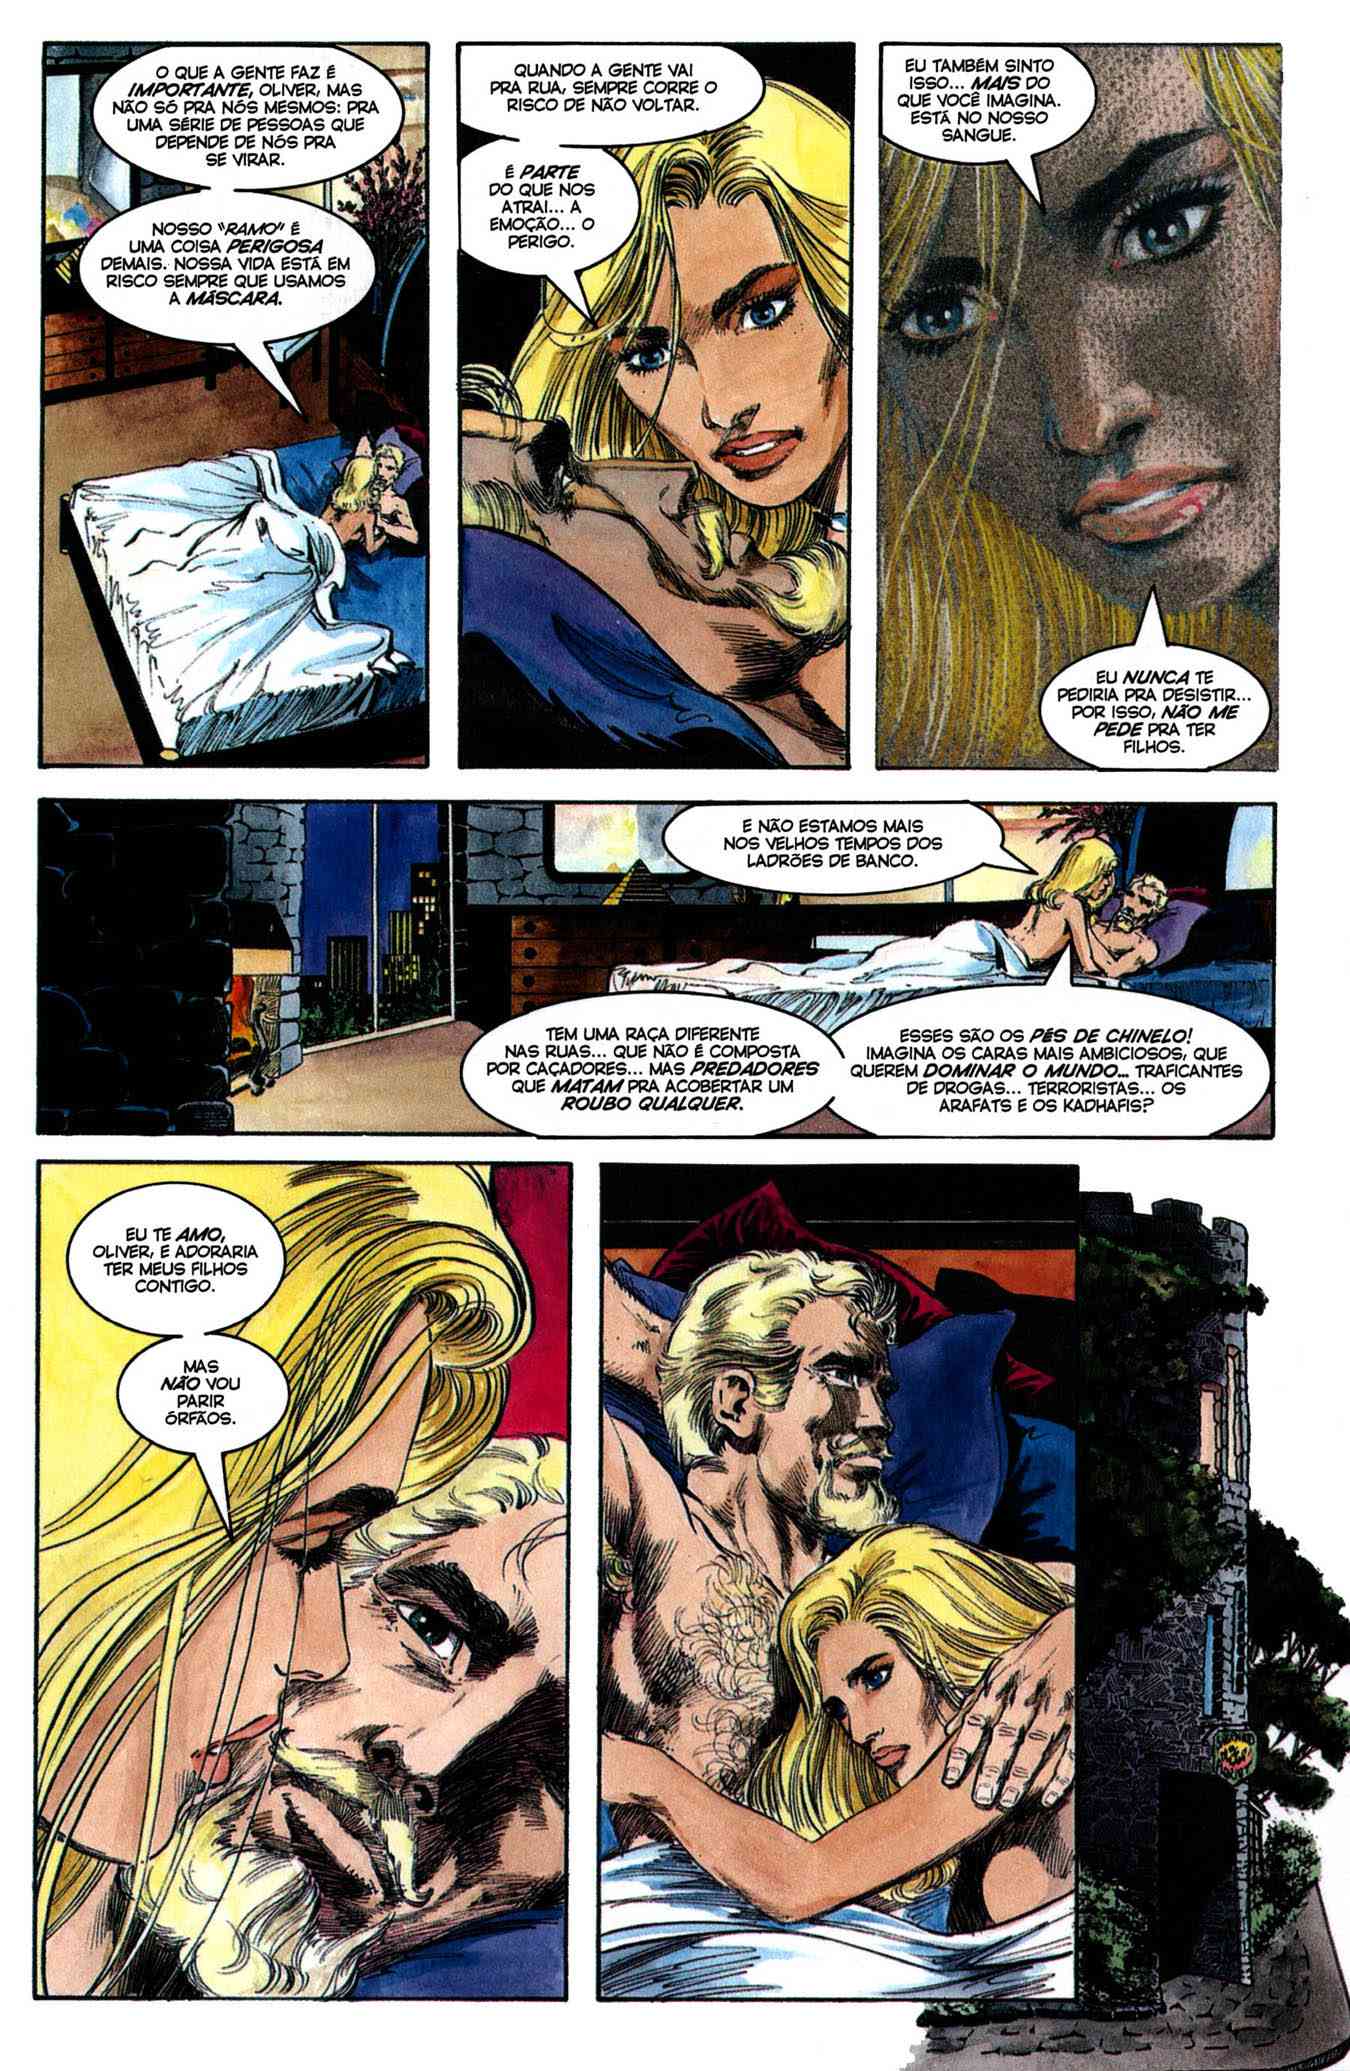 O QUE A GENTE FAZ É
IMPORTANTE, OLIVER, MAS
NÃO SÓ PRA NÓS MESMOS: PRA
UMA SÉRIE DE PESSOAS QUE
DEPENDE DE NÓS PRA
SE VIRAR.
NOSSO "RAMO" É
UMA COISA PERIGOSA
DEMAIS. NOSSA VIDA ESTÁ EM
RISCO SEMPRE QUE USAMOS
A MÁSCARA.
QUANDO A GENTE VAI
PRA RUA, SEMPRE CORRE O
RISCO DE NÃO VOLTAR.
É PARTE
DO QUE NOS
ATRAI... A
EMOÇÃO... O
PERIGO.
EU TAMBÉM SINTO
ISSO... MAIS DO
QUE VOCÊ IMAGINA.
ESTÁ NO NOSSO
SANGUE.
EU NUNCA TE
PEDIRIA PRA DESISTIR...
POR ISSO, NÃO ME
PEDE PRA TER
FILHOS.
E NÃO ESTAMOS MAIS
NOS VELHOS TEMPOS DOS
LADRÕES DE BANCO.
TEM UMA RAÇA DIFERENTE
NAS RUAS... QUE NÃO É COMPOSTA
POR CAÇADORES... MAS PREDADORES
QUE MATAM PRA ACOBERTAR UM
ROUBO QUALQUER.
ESSES SÃO OS PÉS DE CHINELO!
IMAGINA OS CARAS MAIS AMBICIOSOS, QUE
QUEREM DOMINAR O MUNDO... TRAFICANTES
DE DROGAS... TERRORISTAS... OS
ARAFATS E OS KADHAFIS?
EU TE AMO,
OLIVER, E ADORARIA
TER MEUS FILHOS
CONTIGO.
MAS
NÃO VOU
PARIR
ÓRFÃOS.